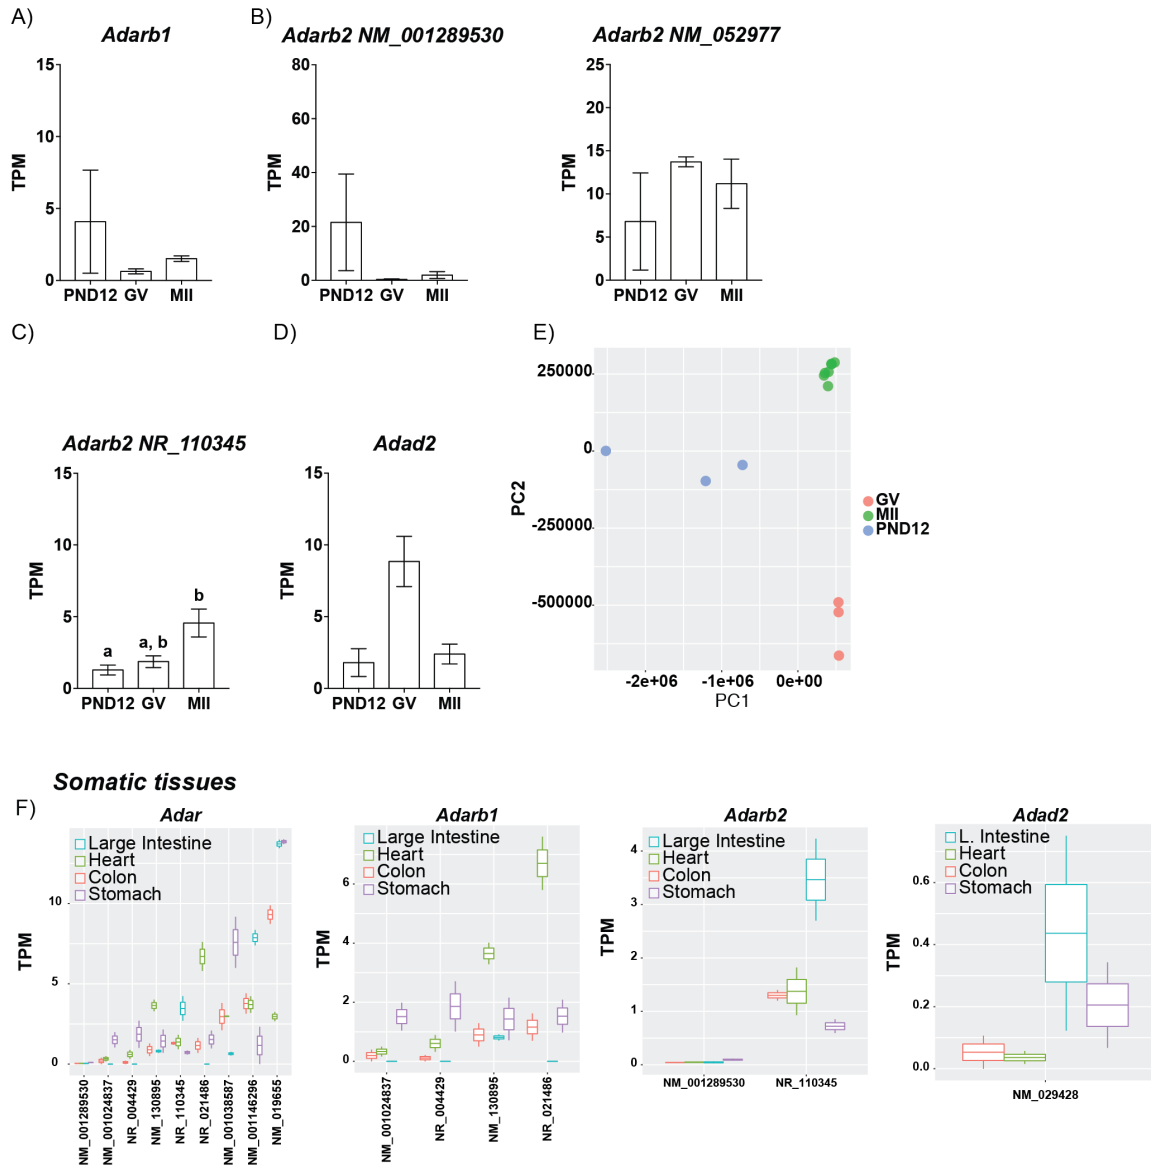 A)
Adarb1
TPM
15
10
5
0
PND12 GV MII
B)
Adarb2 NM_001289530
TPM
80
60
40
20
0
PND12 GV MII
Adarb2 NM_052977
TPM
25
20
15
10
5
0
PND12 GV MII
C)
Adarb2 NR_110345
TPM
15
10
5
0
a
a, b
b
PND12 GV MII
D)
Adad2
TPM
15
10
5
0
PND12 GV MII
E)
PC2
250000
0
-250000
-500000
-2e+06
-1e+06
0e+00
PC1
GV
MII
PND12
Somatic tissues
F)
Adar
Large Intestine
Heart
Colon
Stomach
TPM
10
5
0
NM_001289530
NM_001024837
NR_004429
NM_130895
NR_110345
NR_021486
NM_001038587
NM_001146296
NM_019655
Adarb1
Large Intestine
Heart
Colon
Stomach
TPM
6
4
2
0
NM_001024837
NR_004429
NM_130895
NR_021486
Adarb2
Large Intestine
Heart
Colon
Stomach
TPM
4
3
2
1
0
NM_001289530
NR_110345
Adad2
L. Intestine
Heart
Colon
Stomach
TPM
0.6
0.4
0.2
0.0
NM_029428